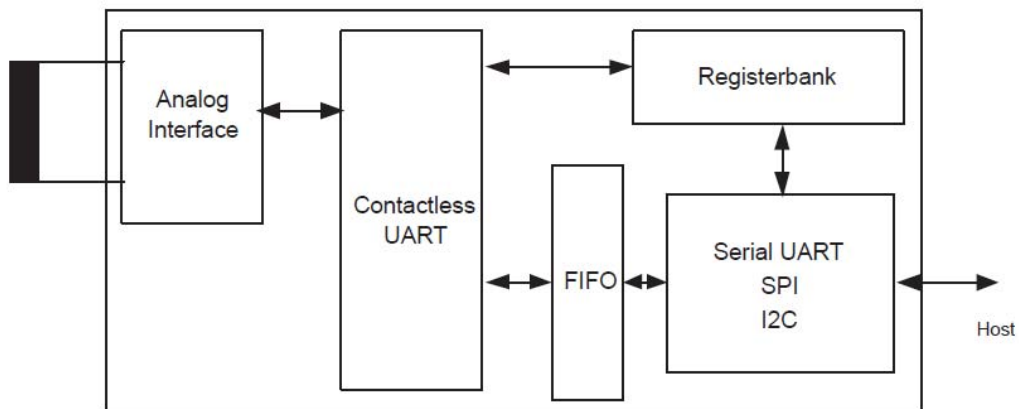 Analog
Interface
Contactless
UART
Registerbank
FIFO
Serial UART
SPI
I2C
Host